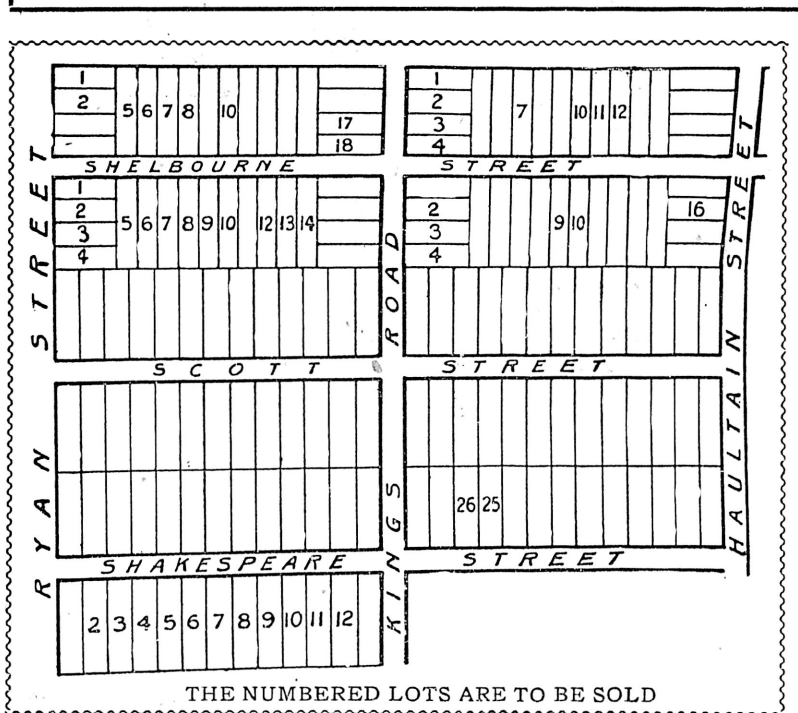 1
2
5 6 7 8 10
17
18
1
2
3
4
7 10 11 12
SHELBOURNE STREET
1
2
3
4
5 6 7 8 9 10 12 13 14
2
3
4
9 10
16
SCOTT STREET
26 25
SHAKESPEARE STREET
2 3 4 5 6 7 8 9 10 11 12
RYAN STREET
KINGS ROAD
HAULTAIN STREET
THE NUMBERED LOTS ARE TO BE SOLD